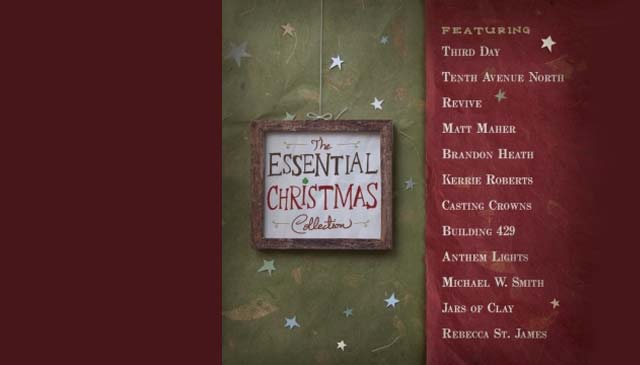 The
ESSENTIAL
CHRISTMAS
Collection
FEATURING
THIRD DAY
TENTH AVENUE NORTH
REVIVE
MATT MAHER
BRANDON HEATH
KERRIE ROBERTS
CASTING CROWNS
BUILDING 429
ANTHEM LIGHTS
MICHAEL W. SMITH
JARS OF CLAY
REBECCA ST. JAMES